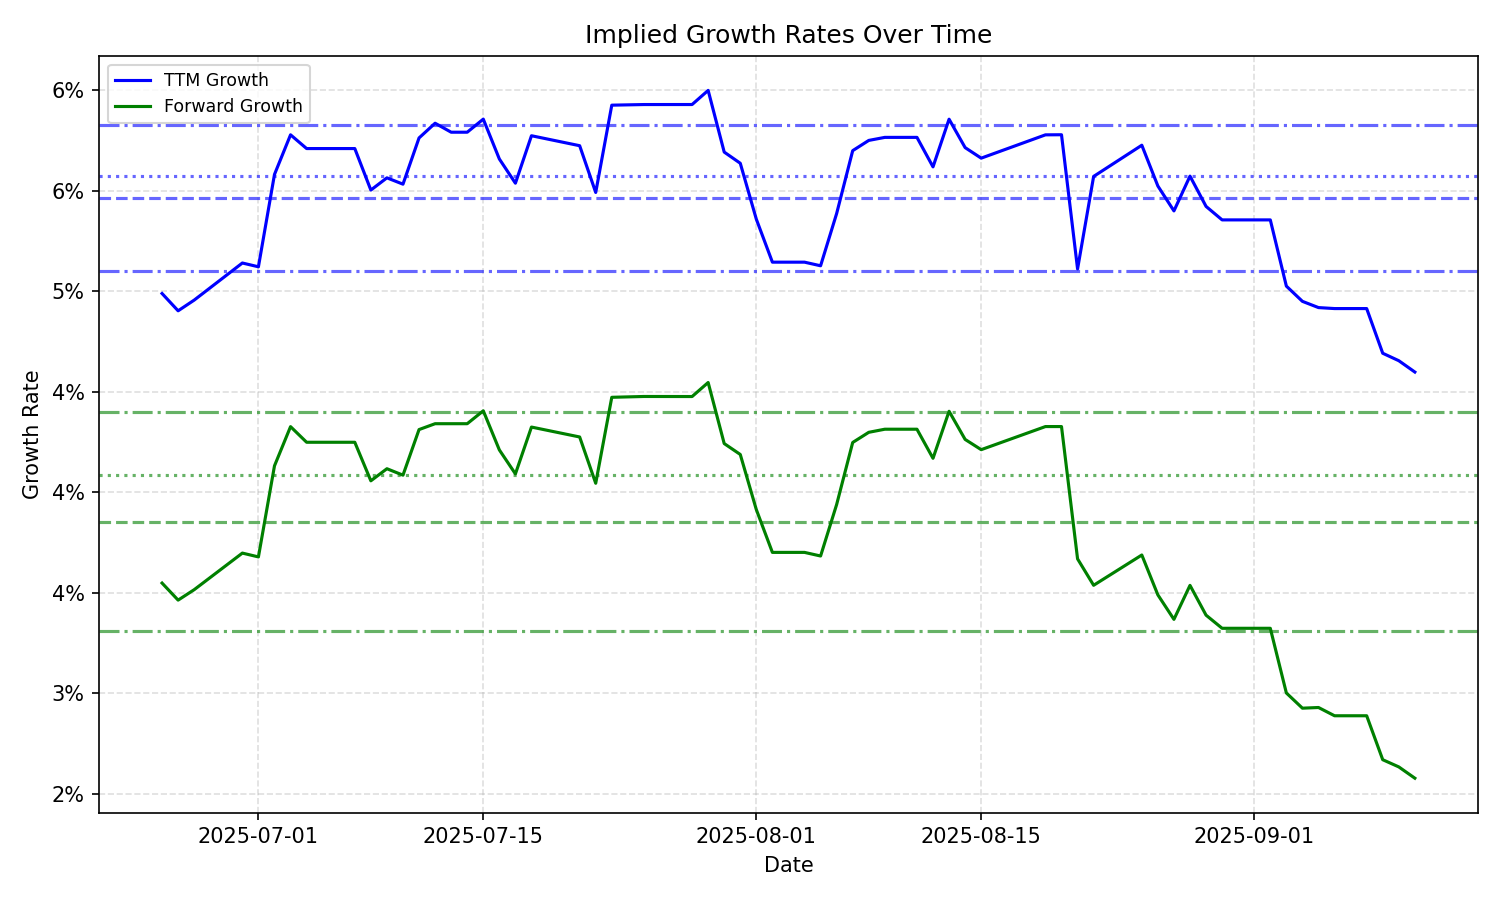 Implied Growth Rates Over Time
TTM Growth
Forward Growth
Growth Rate
6%
6%
5%
4%
4%
4%
3%
2%
2025-07-01
2025-07-15
2025-08-01
2025-08-15
2025-09-01
Date